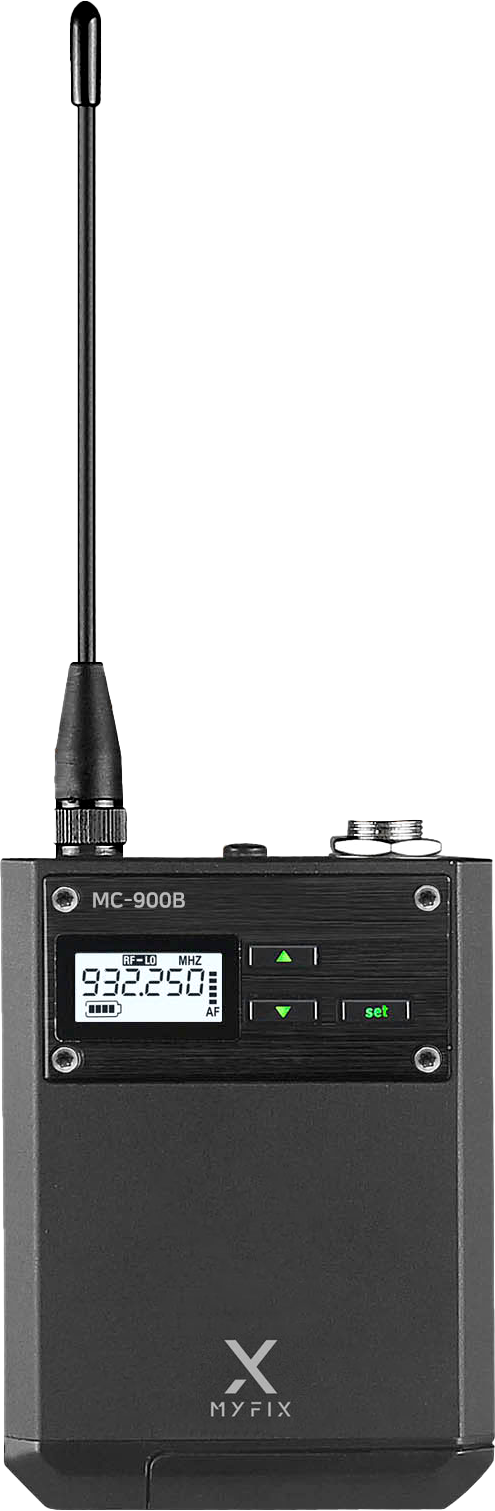 MC-900B
RF-LO MHZ
932.250
AF
set
MYFIX